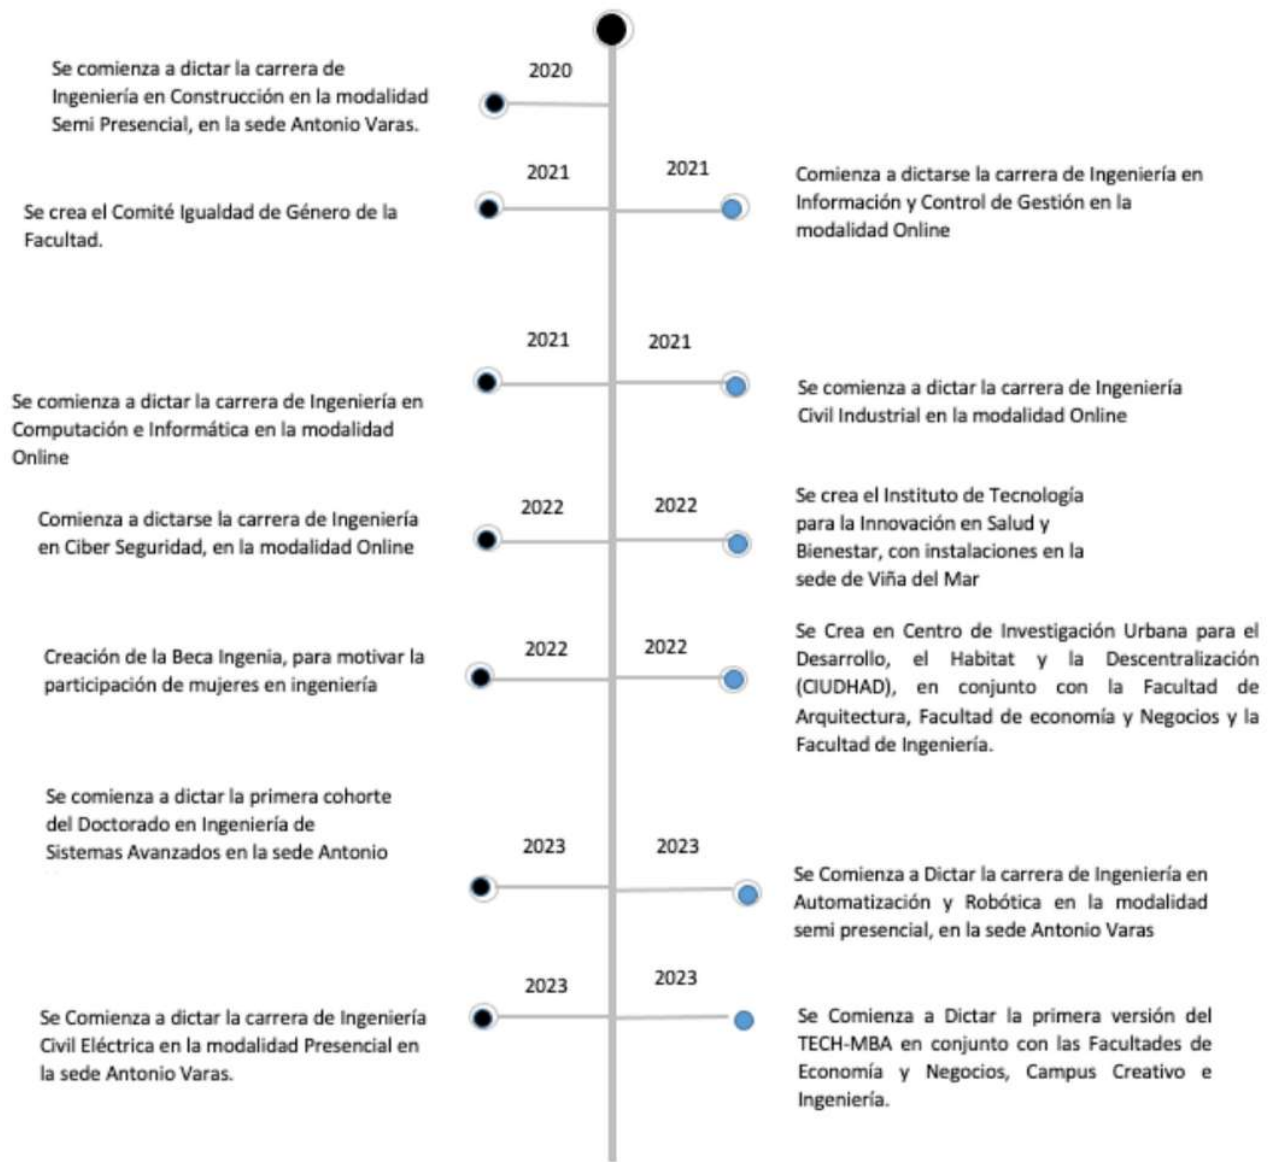 2020
Se comienza a dictar la carrera de
Ingeniería en Construcción en la modalidad
Semi Presencial, en la sede Antonio Varas.
2021
Se crea el Comité Igualdad de Género de la
Facultad.
2021
Comienza a dictarse la carrera de Ingeniería en
Información y Control de Gestión en la
modalidad Online
2021
Se comienza a dictar la carrera de Ingeniería en
Computación e Informática en la modalidad
Online
2021
Se comienza a dictar la carrera de Ingeniería
Civil Industrial en la modalidad Online
2022
Comienza a dictarse la carrera de Ingeniería
en Ciber Seguridad, en la modalidad Online
2022
Se crea el Instituto de Tecnología
para la Innovación en Salud y
Bienestar, con instalaciones en la
sede de Viña del Mar
2022
Creación de la Beca Ingenia, para motivar la
participación de mujeres en ingeniería
2022
Se Crea en Centro de Investigación Urbana para el
Desarrollo, el Habitat y la Descentralización
(CIUDHAD), en conjunto con la Facultad de
Arquitectura, Facultad de economía y Negocios y la
Facultad de Ingeniería.
2023
Se comienza a dictar la primera cohorte
del Doctorado en Ingeniería de
Sistemas Avanzados en la sede Antonio
2023
Se Comienza a Dictar la carrera de Ingeniería en
Automatización y Robótica en la modalidad
semi presencial, en la sede Antonio Varas
2023
Se Comienza a dictar la carrera de Ingeniería
Civil Eléctrica en la modalidad Presencial en
la sede Antonio Varas.
2023
Se Comienza a Dictar la primera versión del
TECH-MBA en conjunto con las Facultades de
Economía y Negocios, Campus Creativo e
Ingeniería.